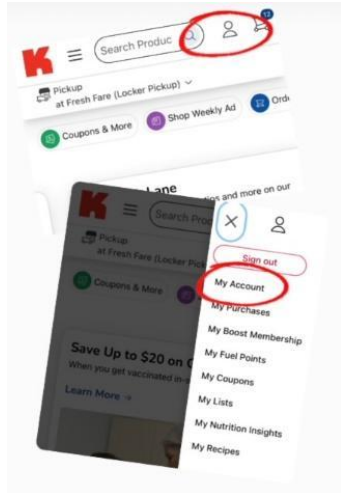 12
K
Search Produc
Pickup
at Fresh Fare (Locker Pickup)
Coupons & More
Shop Weekly Ad
Orde
Lane
and more on our
K
Search Prod
Pickup
at Fresh Fare (Locker Pick
Coupons & More
Sign out
My Account
My Purchases
My Boost Membership
My Fuel Points
My Coupons
My Lists
My Nutrition Insights
My Recipes
Save Up to $20 on
When you get vaccinated in-s
Learn More →